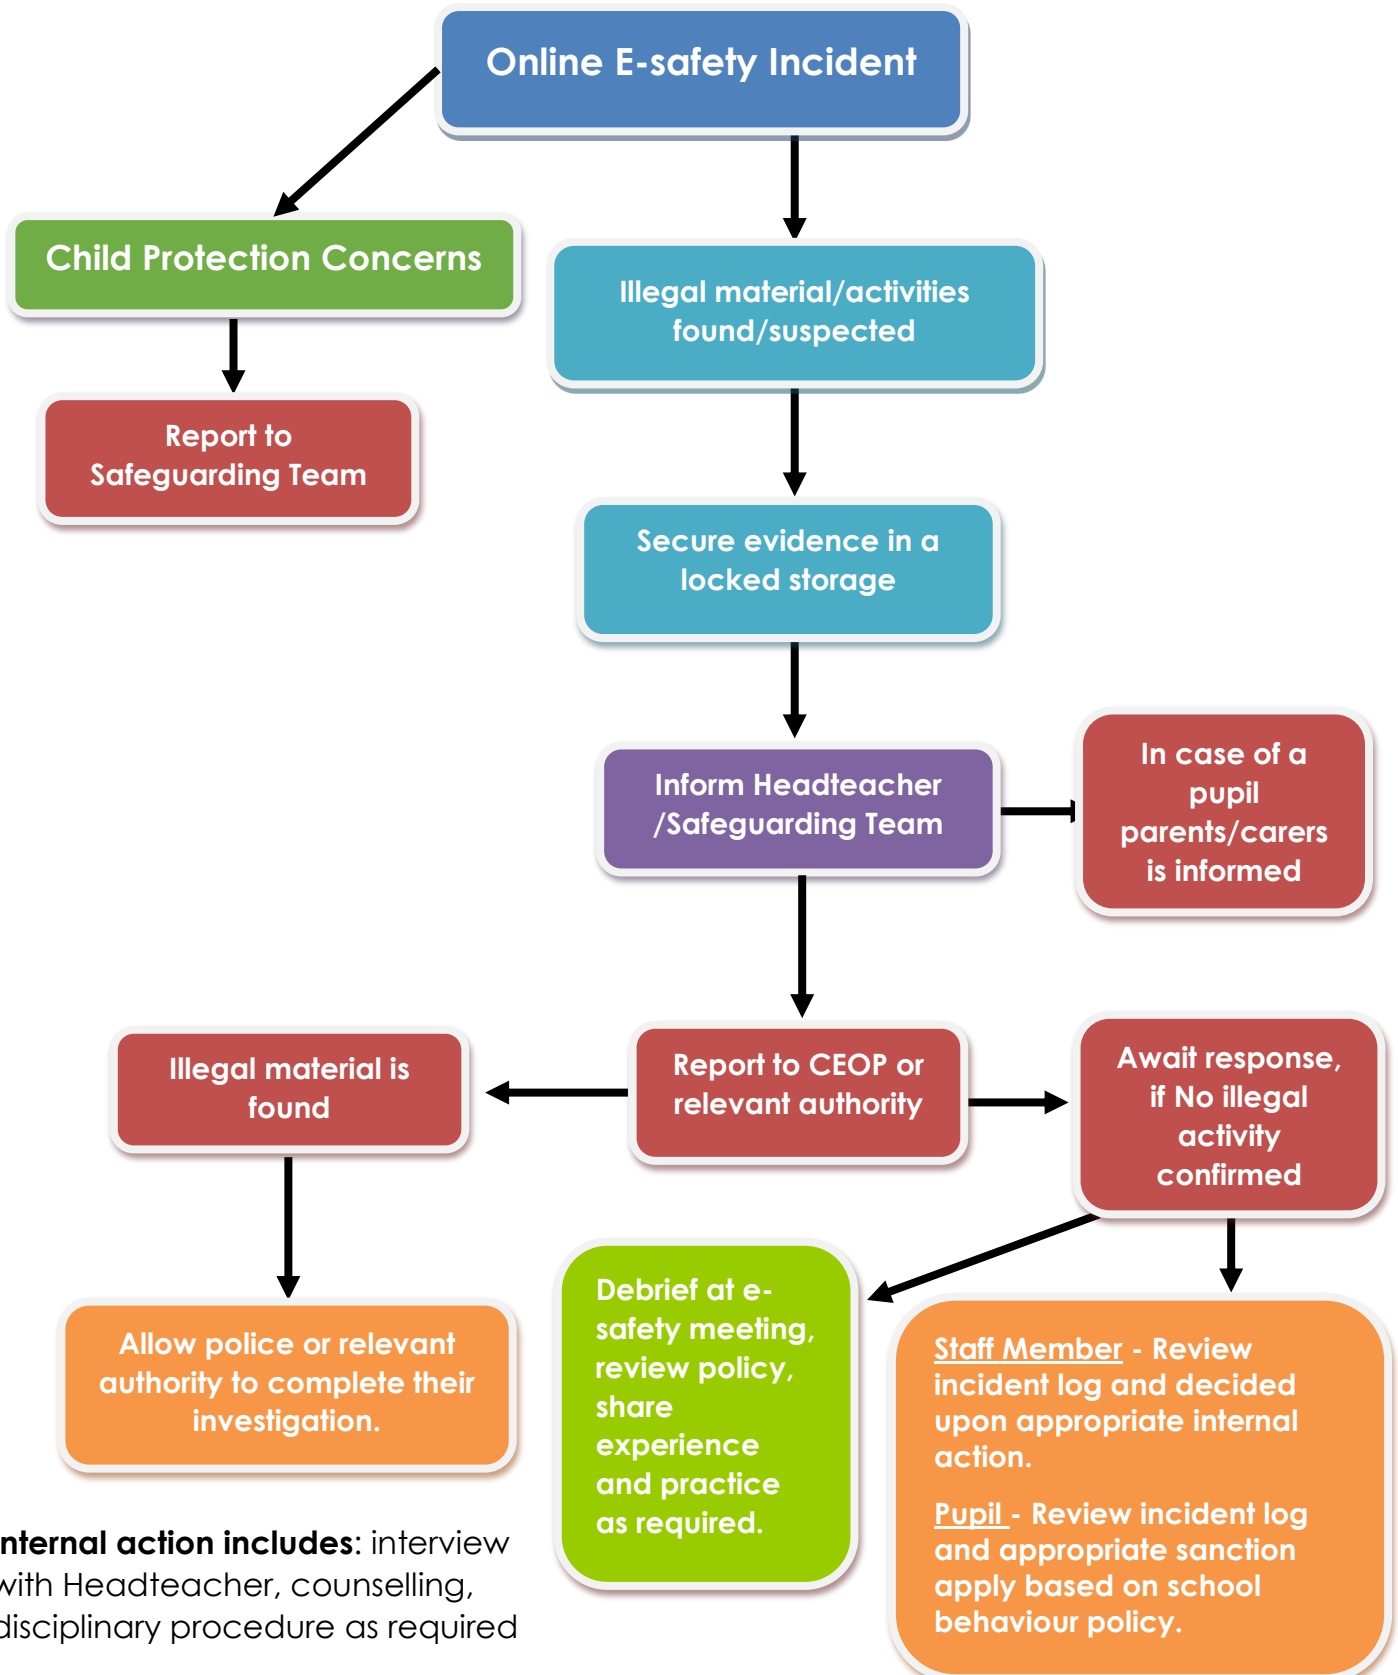 Online E-safety Incident
Child Protection Concerns
Illegal material/activities
found/suspected
Report to
Safeguarding Team
Secure evidence in a
locked storage
Inform Headteacher
/Safeguarding Team
In case of a
pupil
parents/carers
is informed
Illegal material is
found
Report to CEOP or
relevant authority
Await response,
if No illegal
activity
confirmed
Allow police or relevant
authority to complete their
investigation.
Debrief at e-
safety meeting,
review policy,
share
experience
and practice
as required.
Staff Member - Review
incident log and decided
upon appropriate internal
action.
Pupil - Review incident log
and appropriate sanction
apply based on school
behaviour policy.
nternal action includes: interview
with Headteacher, counselling,
disciplinary procedure as required